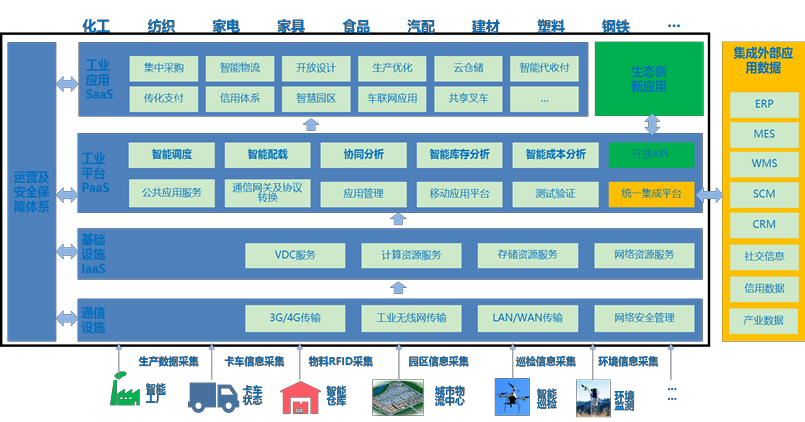 化工 纺织 家电 家具 食品 汽配 建材 塑料 钢铁 …
运营及
安全保
障体系
工业
应用
SaaS
集中采购 智能物流 开放设计 生产优化 云仓储 智能代收付
传化支付 信用体系 智慧园区 车联网应用 共享叉车 …
生态创
新应用
工业
平台
PaaS
智能调度 智能配载 协同分析 智能库存分析 智能成本分析 开放API
公共应用服务 通信网关及协议
转换 应用管理 移动应用平台 测试验证 统一集成平台
基础
设施
IaaS
VDC服务 计算资源服务 存储资源服务 网络资源服务
通信
设施
3G/4G传输 工业无线网传输 LAN/WAN传输 网络安全管理
集成外部应
用数据
ERP
MES
WMS
SCM
CRM
社交信息
信用数据
产业数据
生产数据采集 卡车信息采集 物料RFID采集 园区信息采集 巡检信息采集 环境信息采集 …
智能
工厂
卡车
状态
智能
仓库
城市物
流中心
智能
巡检
环境
监测
…